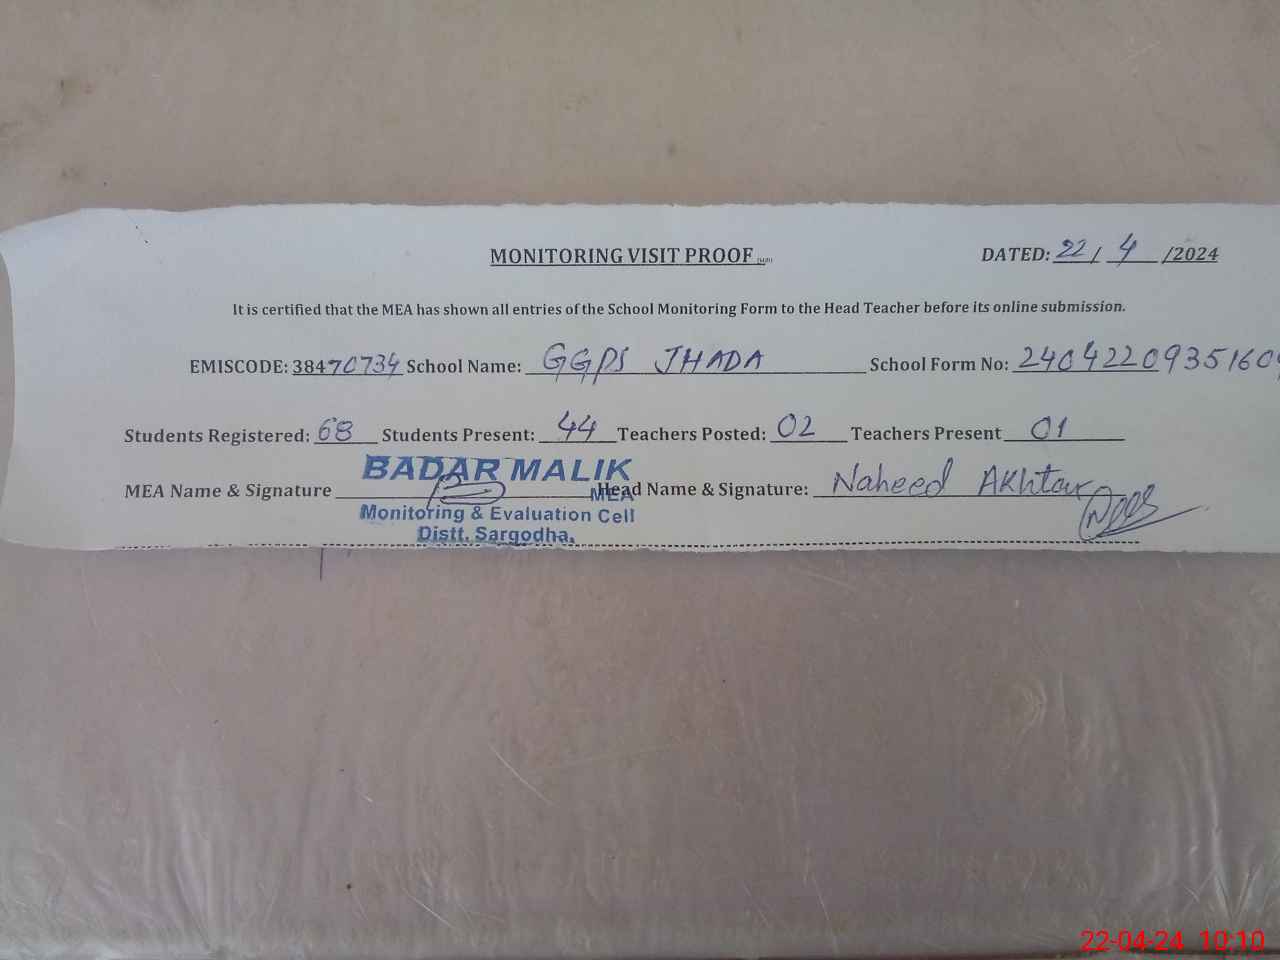 MONITORING VISIT PROOF
DATED: 22 / 4 /2024
It is certified that the MEA has shown all entries of the School Monitoring Form to the Head Teacher before its online submission.
EMISCODE: 38470734 School Name: GGPS JHADA School Form No: 24042209351609
Students Registered: 68 Students Present: 44 Teachers Posted: 02 Teachers Present 01
BADAR MALIK
MEA Name & Signature Head Name & Signature: Naheed Akhtar
MEA
Monitoring & Evaluation Cell
Distt. Sargodha.
22-04-24 10:10